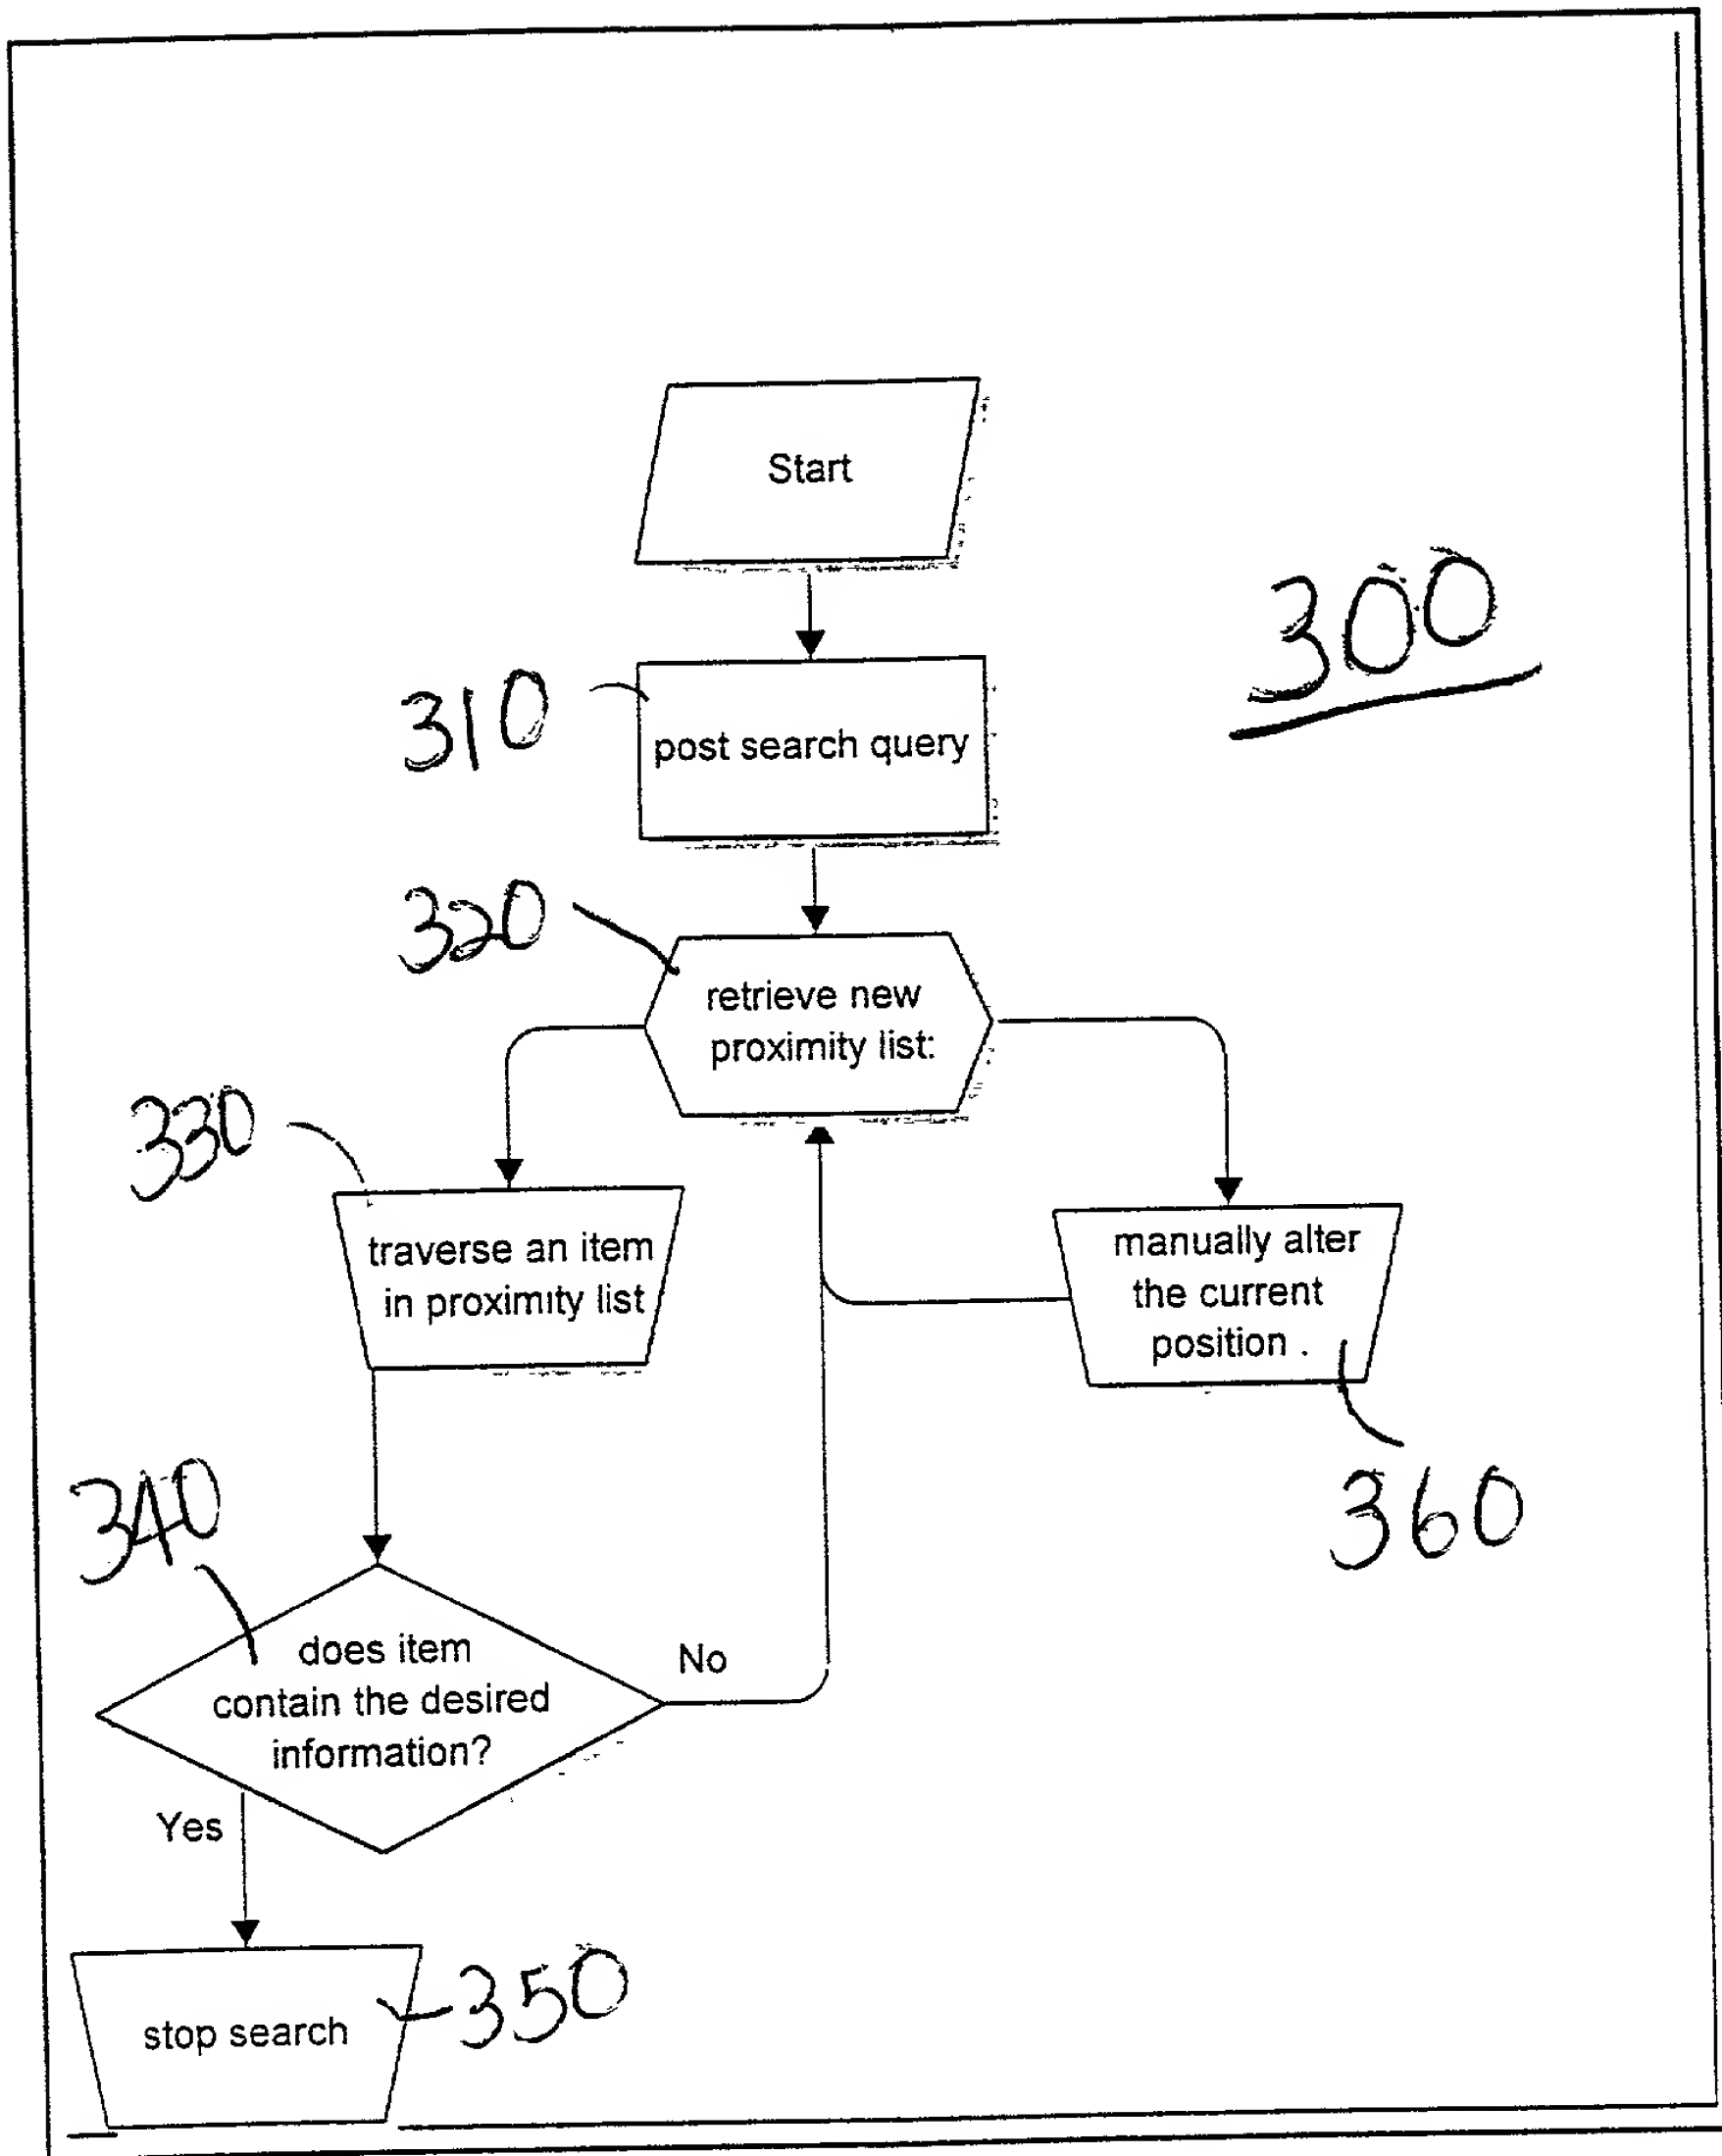 Start
300
310
post search query
320
retrieve new
proximity list:
330
traverse an item
in proximity list
manually alter
the current
position .
360
340
does item
contain the desired
information?
No
Yes
stop search
350